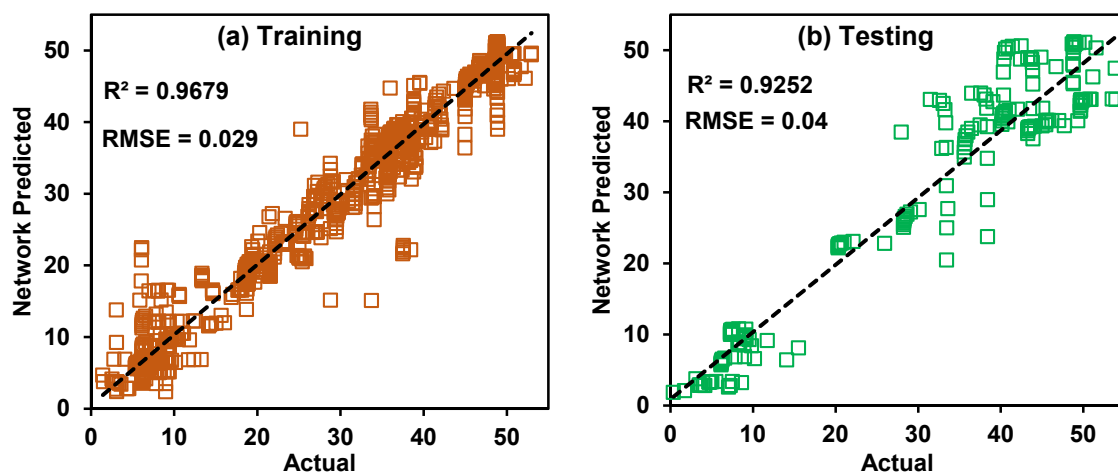 (a) Training
R² = 0.9679
RMSE = 0.029
Network Predicted
50
40
30
20
10
0
0 10 20 30 40 50
Actual
(b) Testing
R² = 0.9252
RMSE = 0.04
Network Predicted
50
40
30
20
10
0
0 10 20 30 40 50
Actual